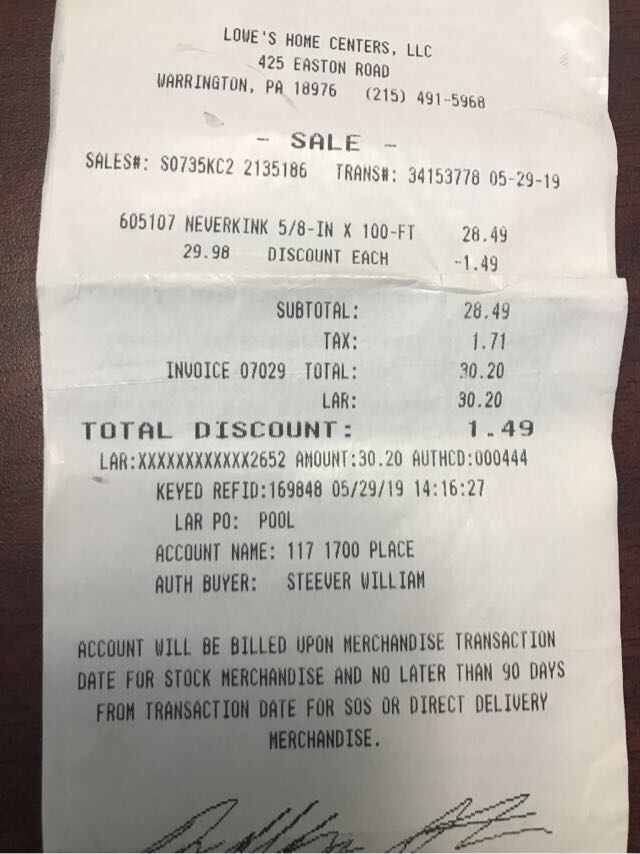 LOWE'S HOME CENTERS, LLC
425 EASTON ROAD
WARRINGTON, PA 18976 (215) 491-5968
- SALE -
SALES#: S0735KC2 2135186 TRANS#: 34153778 05-29-19
605107 NEVERKINK 5/8-IN X 100-FT 28.49
29.98 DISCOUNT EACH -1.49
SUBTOTAL: 28.49
TAX: 1.71
INVOICE 07029 TOTAL: 30.20
LAR: 30.20
TOTAL DISCOUNT: 1.49
LAR:XXXXXXXXXXXX2652 AMOUNT:30.20 AUTHCD:000444
KEYED REFID:169848 05/29/19 14:16:27
LAR PO: POOL
ACCOUNT NAME: 117 1700 PLACE
AUTH BUYER: STEEVER WILLIAM
ACCOUNT WILL BE BILLED UPON MERCHANDISE TRANSACTION
DATE FOR STOCK MERCHANDISE AND NO LATER THAN 90 DAYS
FROM TRANSACTION DATE FOR SOS OR DIRECT DELIVERY
MERCHANDISE.